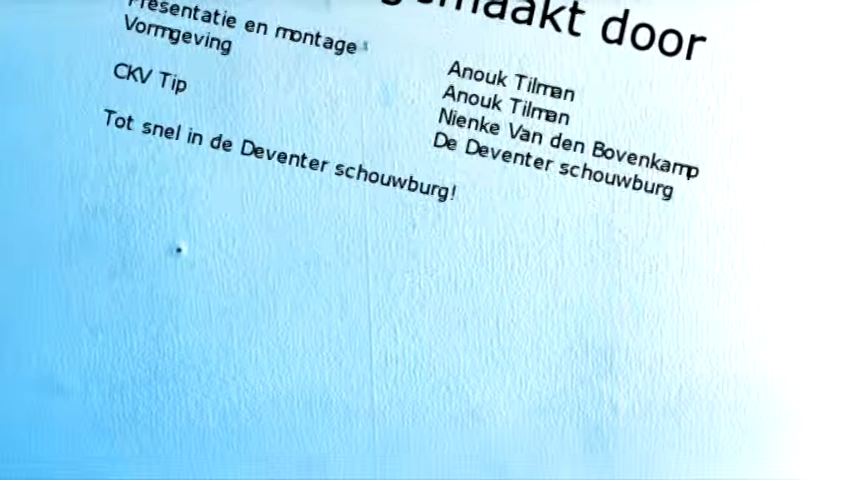 gemaakt door
Presentatie en montage
Vormgeving
CKV Tip
Tot snel in de Deventer schouwburg!
Anouk Tilman
Anouk Tilman
Nienke Van den Bovenkamp
De Deventer schouwburg